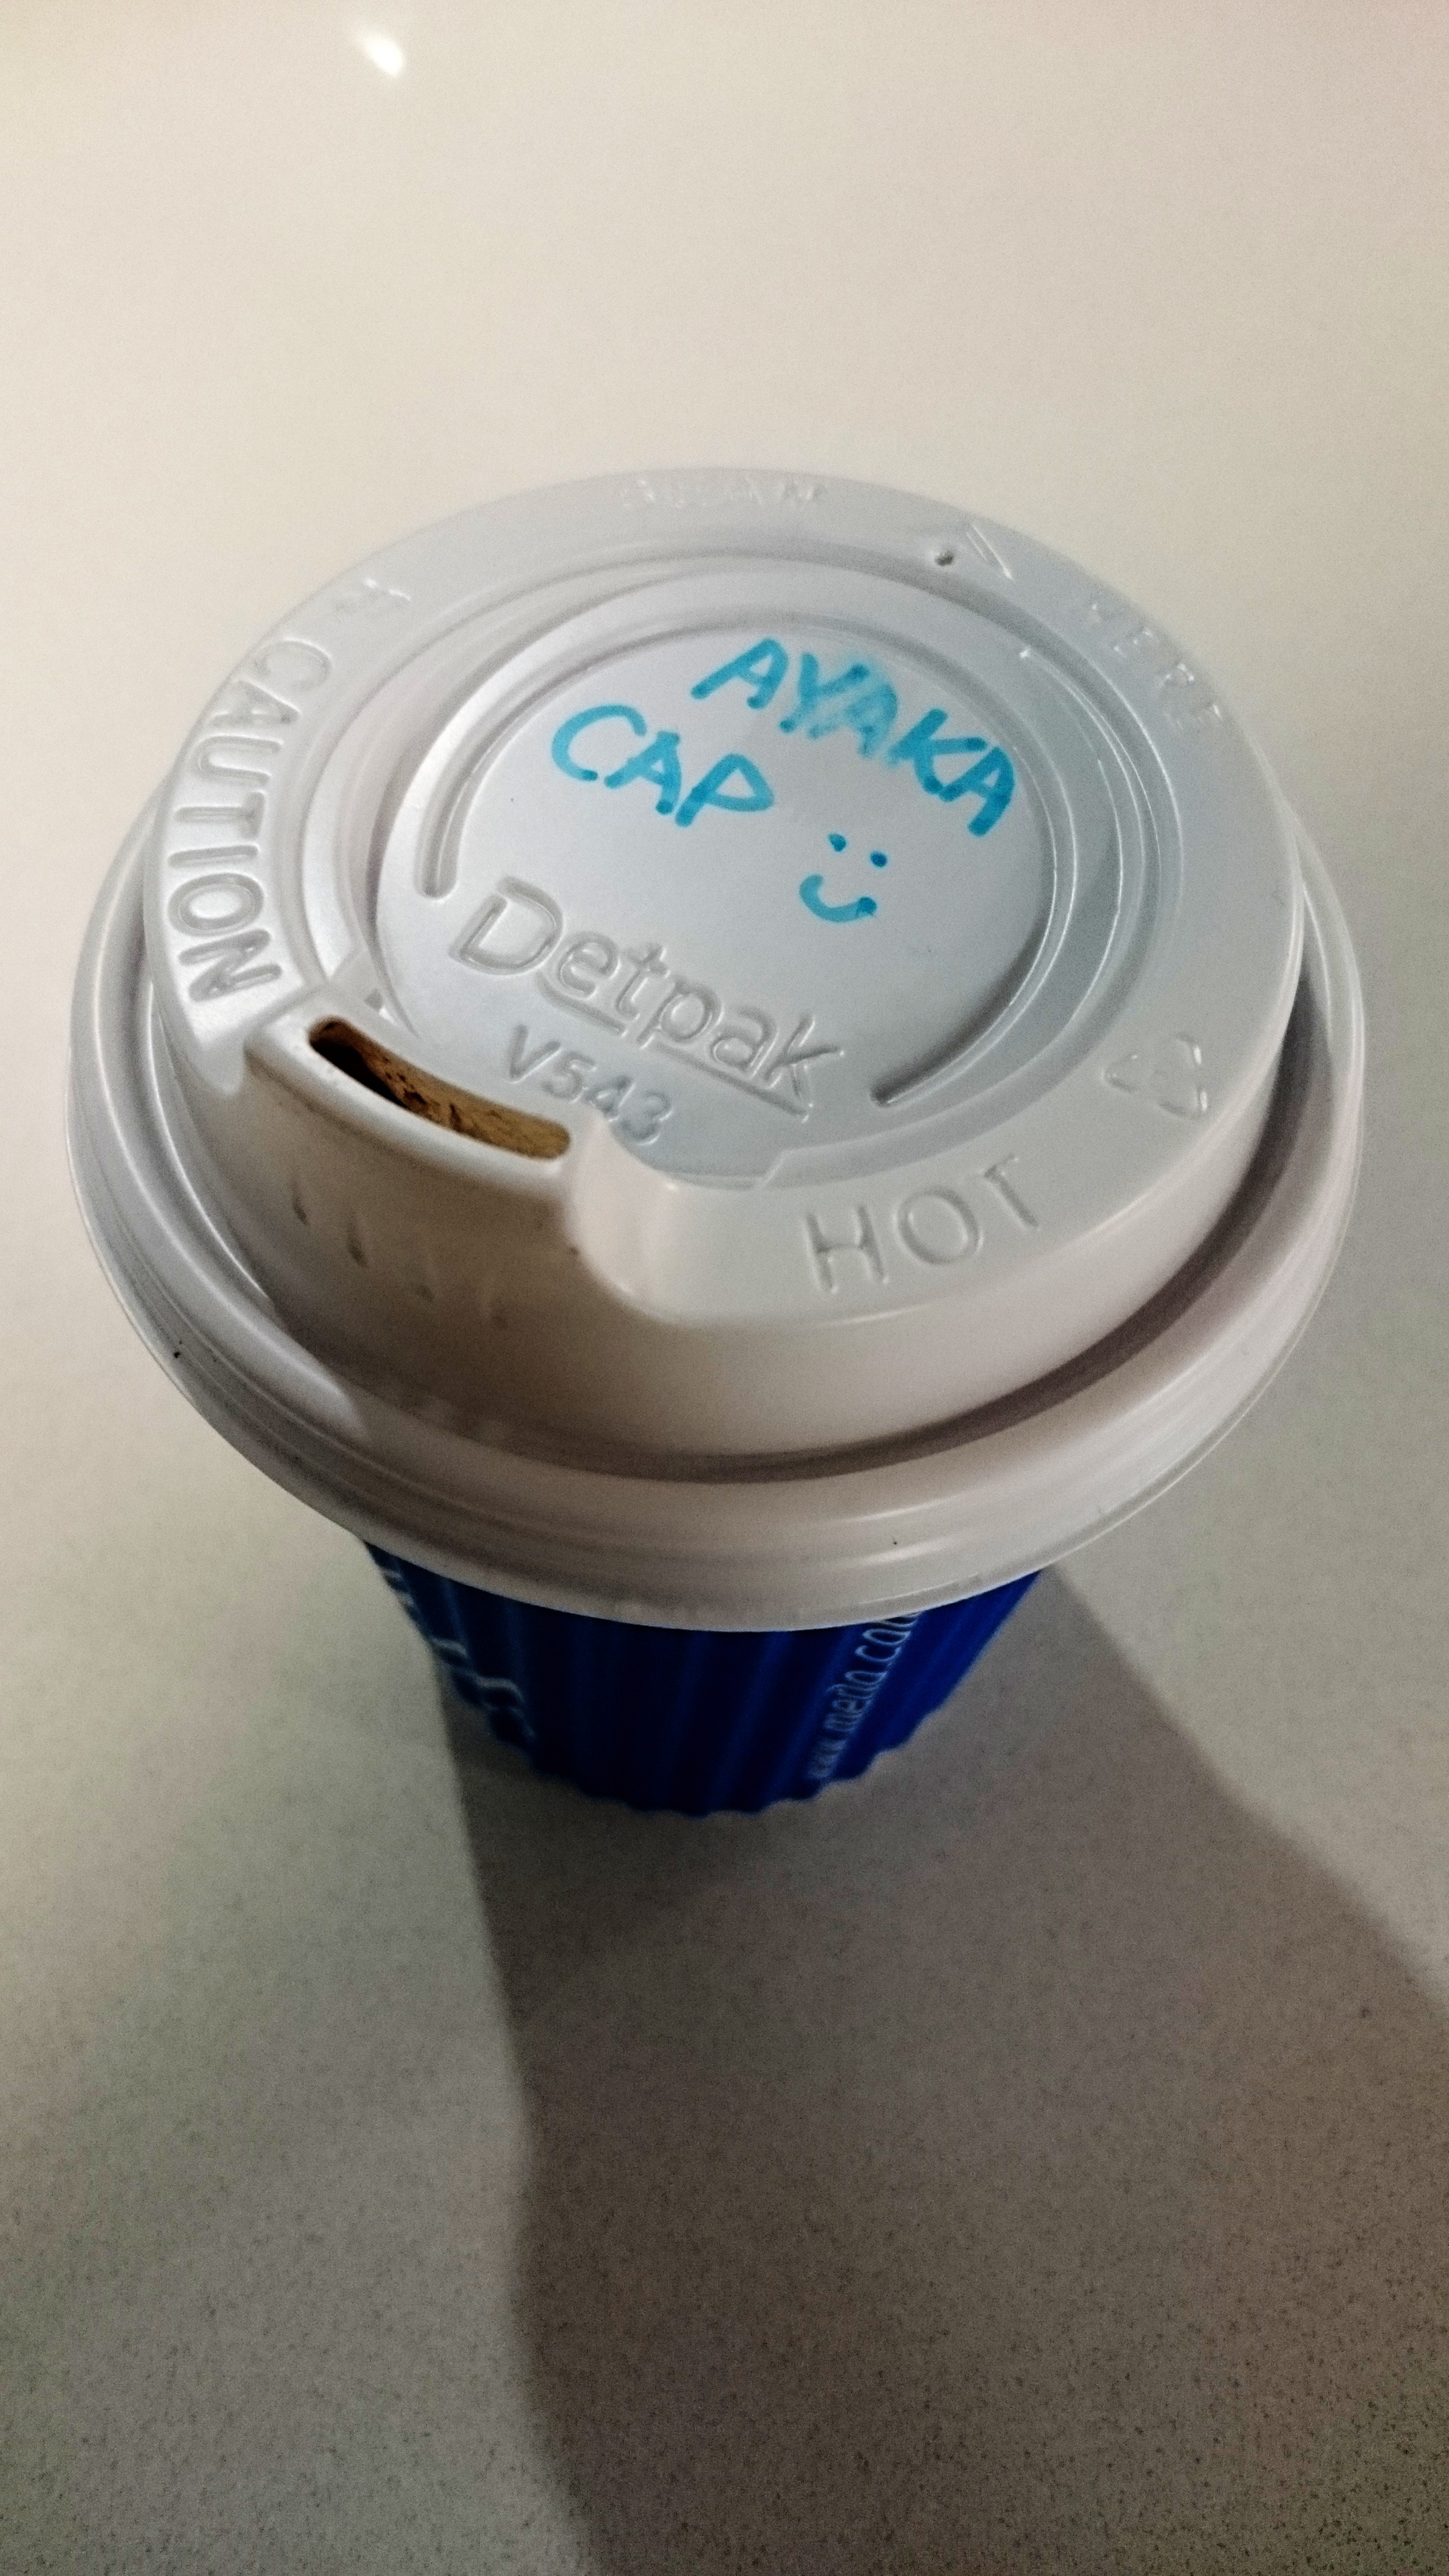 AYAKA
CAP
Detpak
V543
CAUTION
HOT